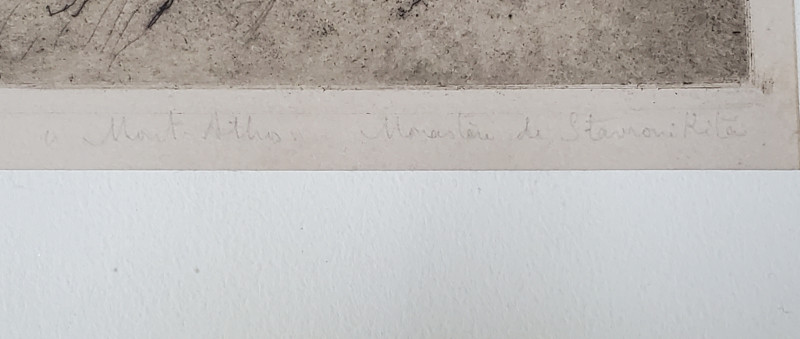 Mont Athos. Monastère de Stavronikita